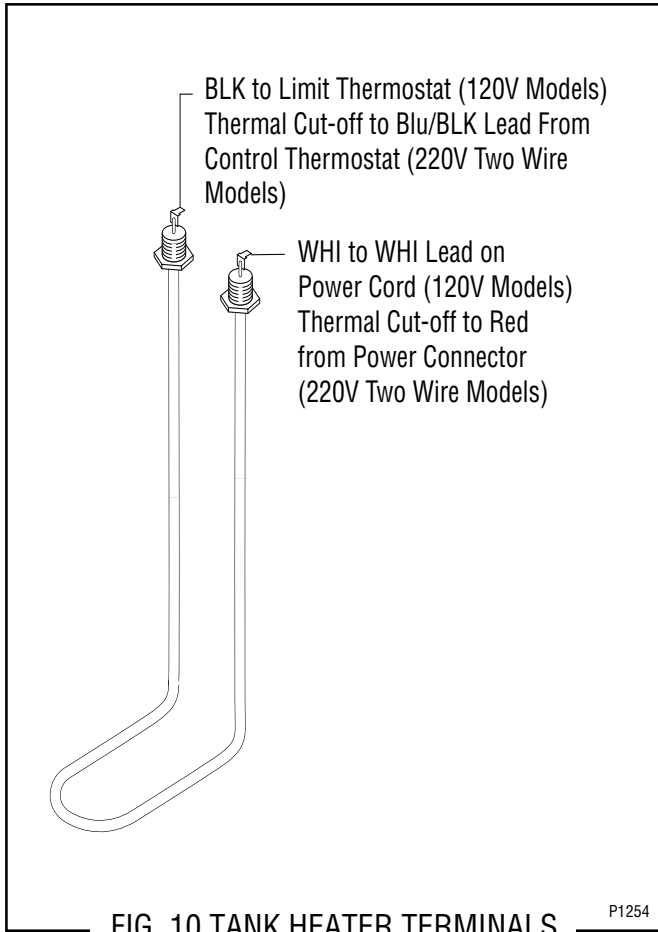 BLK to Limit Thermostat (120V Models)
Thermal Cut-off to Blu/BLK Lead From
Control Thermostat (220V Two Wire
Models)
WHI to WHI Lead on
Power Cord (120V Models)
Thermal Cut-off to Red
from Power Connector
(220V Two Wire Models)
P1254
FIG. 10 TANK HEATER TERMINALS